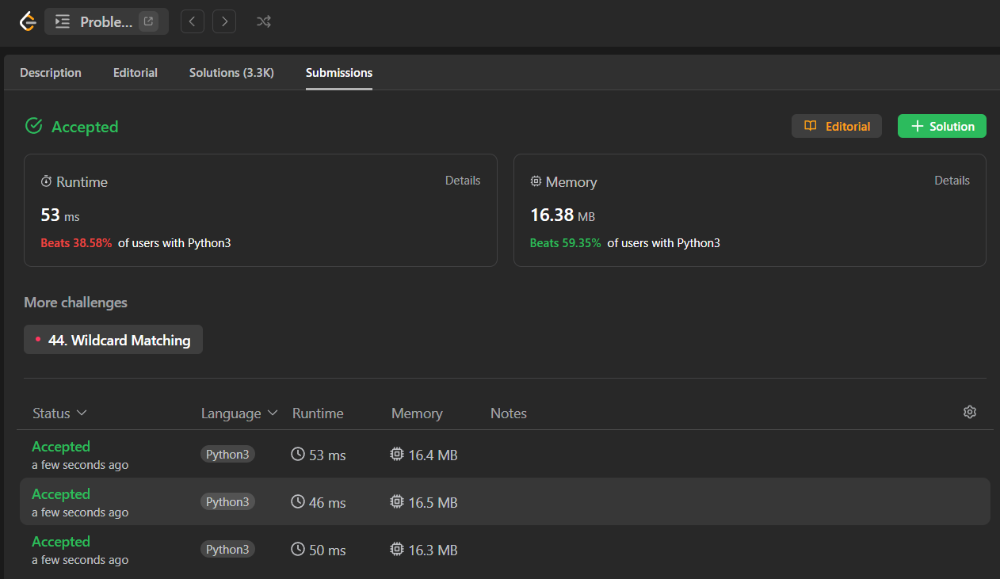 Proble...
Description Editorial Solutions (3.3K) Submissions
Accepted
Editorial
+ Solution
Runtime Details
53 ms
Beats 38.58% of users with Python3
Memory Details
16.38 MB
Beats 59.35% of users with Python3
More challenges
44. Wildcard Matching
Status Language Runtime Memory Notes
Accepted
a few seconds ago
Python3 53 ms 16.4 MB
Accepted
a few seconds ago
Python3 46 ms 16.5 MB
Accepted
a few seconds ago
Python3 50 ms 16.3 MB